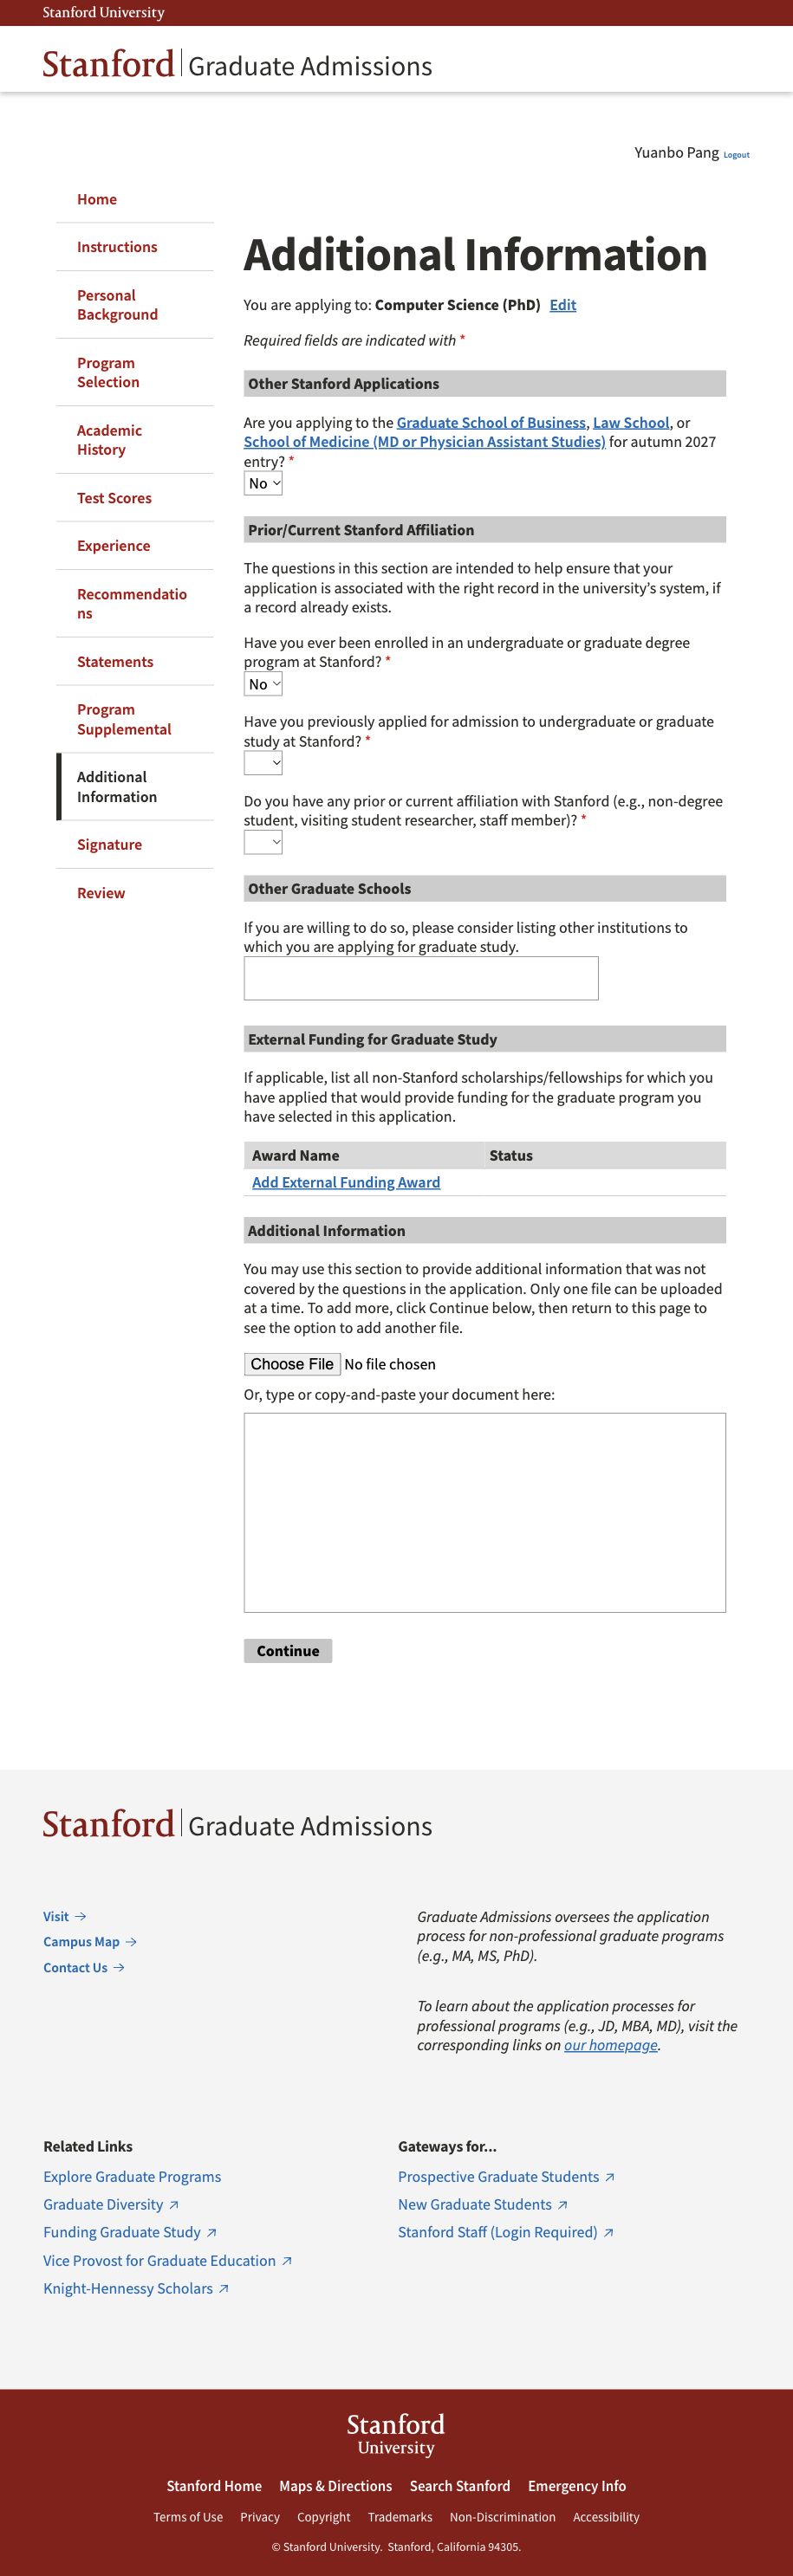 Stanford University
Stanford | Graduate Admissions
Yuanbo Pang Logout
Home
Instructions
Personal
Background
Program
Selection
Academic
History
Test Scores
Experience
Recommendatio
ns
Statements
Program
Supplemental
Additional
Information
Signature
Review
Additional Information
You are applying to: Computer Science (PhD) Edit
Required fields are indicated with *
Other Stanford Applications
Are you applying to the Graduate School of Business, Law School, or
School of Medicine (MD or Physician Assistant Studies) for autumn 2027
entry? *
No
Prior/Current Stanford Affiliation
The questions in this section are intended to help ensure that your
application is associated with the right record in the university's system, if
a record already exists.
Have you ever been enrolled in an undergraduate or graduate degree
program at Stanford? *
No
Have you previously applied for admission to undergraduate or graduate
study at Stanford? *
Do you have any prior or current affiliation with Stanford (e.g., non-degree
student, visiting student researcher, staff member)? *
Other Graduate Schools
If you are willing to do so, please consider listing other institutions to
which you are applying for graduate study.
External Funding for Graduate Study
If applicable, list all non-Stanford scholarships/fellowships for which you
have applied that would provide funding for the graduate program you
have selected in this application.
Award Name Status
Add External Funding Award
Additional Information
You may use this section to provide additional information that was not
covered by the questions in the application. Only one file can be uploaded
at a time. To add more, click Continue below, then return to this page to
see the option to add another file.
Choose File No file chosen
Or, type or copy-and-paste your document here:
Continue
Stanford | Graduate Admissions
Visit →
Campus Map →
Contact Us →
Graduate Admissions oversees the application
process for non-professional graduate programs
(e.g., MA, MS, PhD).
To learn about the application processes for
professional programs (e.g., JD, MBA, MD), visit the
corresponding links on our homepage.
Related Links
Explore Graduate Programs
Graduate Diversity ↗
Funding Graduate Study ↗
Vice Provost for Graduate Education ↗
Knight-Hennessy Scholars ↗
Gateways for...
Prospective Graduate Students ↗
New Graduate Students ↗
Stanford Staff (Login Required) ↗
Stanford
University
Stanford Home Maps & Directions Search Stanford Emergency Info
Terms of Use Privacy Copyright Trademarks Non-Discrimination Accessibility
© Stanford University. Stanford, California 94305.